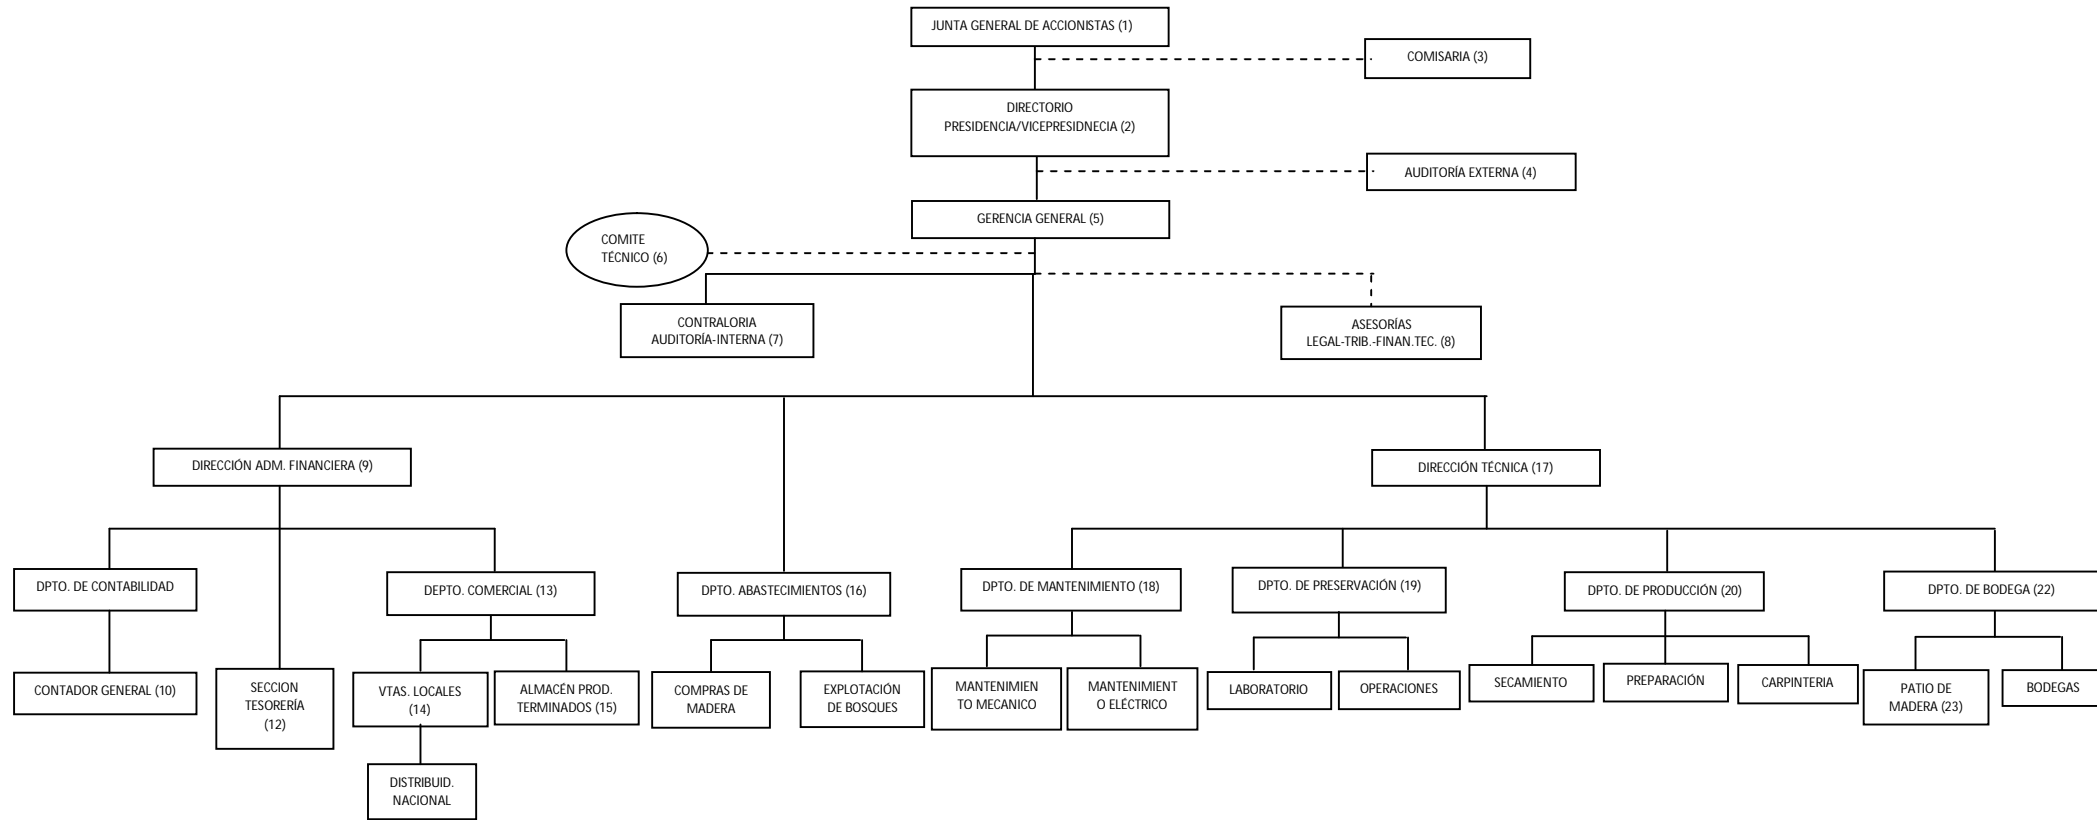 JUNTA GENERAL DE ACCIONISTAS (1)
COMISARIA (3)
DIRECTORIO
PRESIDENCIA/VICEPRESIDNECIA (2)
AUDITORÍA EXTERNA (4)
GERENCIA GENERAL (5)
COMITE
TÉCNICO (6)
CONTRALORIA
AUDITORÍA-INTERNA (7)
ASESORÍAS
LEGAL-TRIB.-FINAN.TEC. (8)
DIRECCIÓN ADM. FINANCIERA (9)
DIRECCIÓN TÉCNICA (17)
DPTO. DE CONTABILIDAD
DEPTO. COMERCIAL (13)
DPTO. ABASTECIMIENTOS (16)
DPTO. DE MANTENIMIENTO (18)
DPTO. DE PRESERVACIÓN (19)
DPTO. DE PRODUCCIÓN (20)
DPTO. DE BODEGA (22)
CONTADOR GENERAL (10)
SECCION
TESORERÍA
(12)
VTAS. LOCALES
(14)
ALMACÉN PROD.
TERMINADOS (15)
COMPRAS DE
MADERA
EXPLOTACIÓN
DE BOSQUES
MANTENIMIEN
TO MECANICO
MANTENIMIENT
O ELÉCTRICO
LABORATORIO
OPERACIONES
SECAMIENTO
PREPARACIÓN
CARPINTERIA
PATIO DE
MADERA (23)
BODEGAS
DISTRIBUID.
NACIONAL